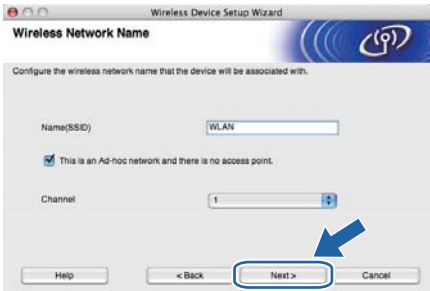 Wireless Device Setup Wizard
Wireless Network Name
Configure the wireless network name that the device will be associated with.
Name(SSID) WLAN
This is an Ad-hoc network and there is no access point.
Channel 1
Help < Back Next > Cancel